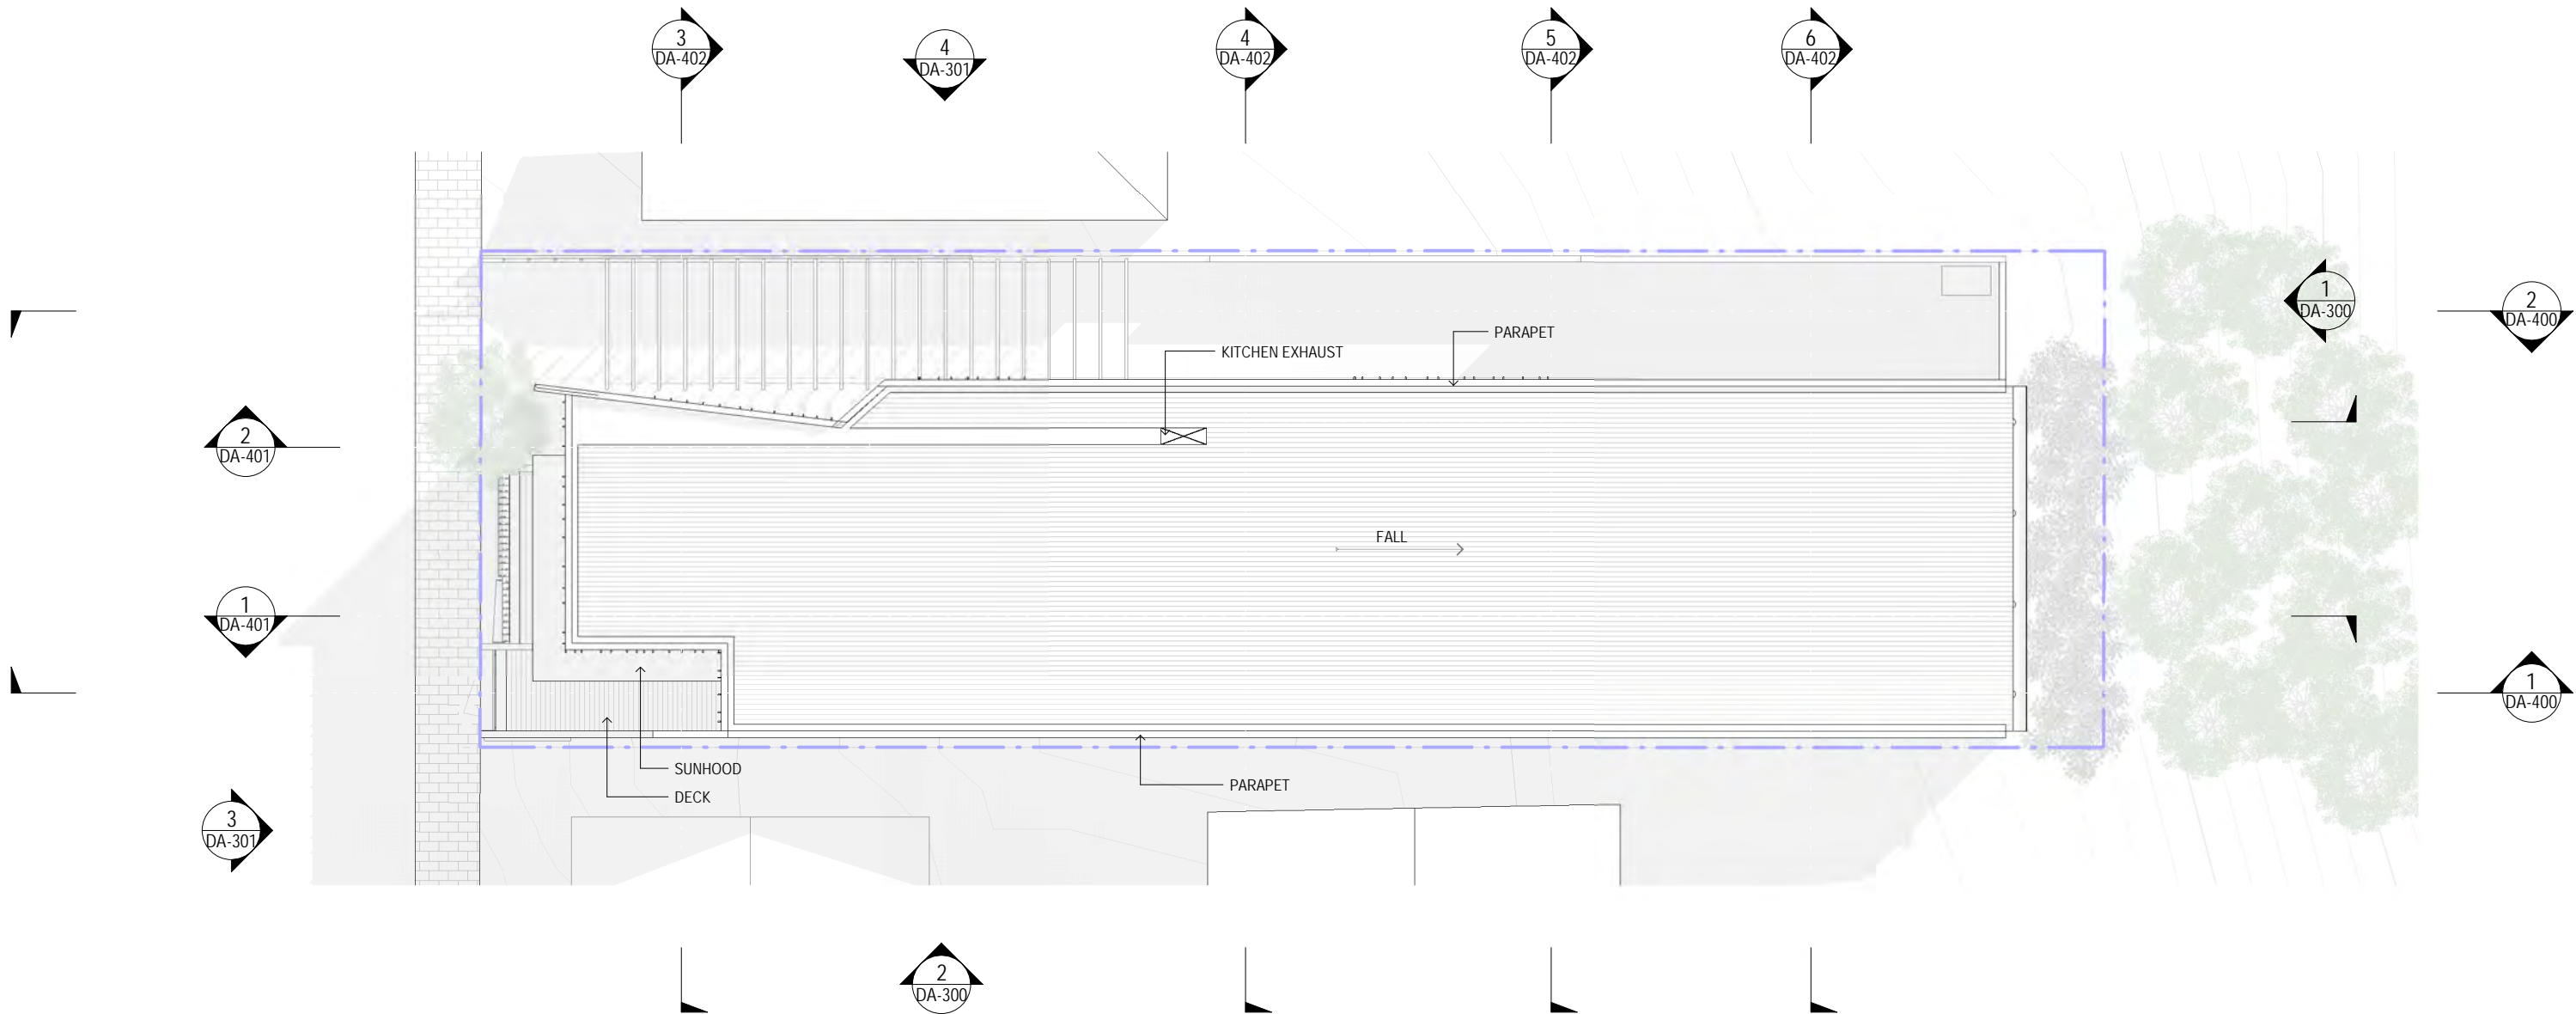 3
DA-402
4
DA-301
4
DA-402
5
DA-402
6
DA-402
1
DA-300
2
DA-400
PARAPET
KITCHEN EXHAUST
2
DA-401
FALL
1
DA-401
1
DA-400
SUNHOOD
PARAPET
DECK
3
DA-301
2
DA-300